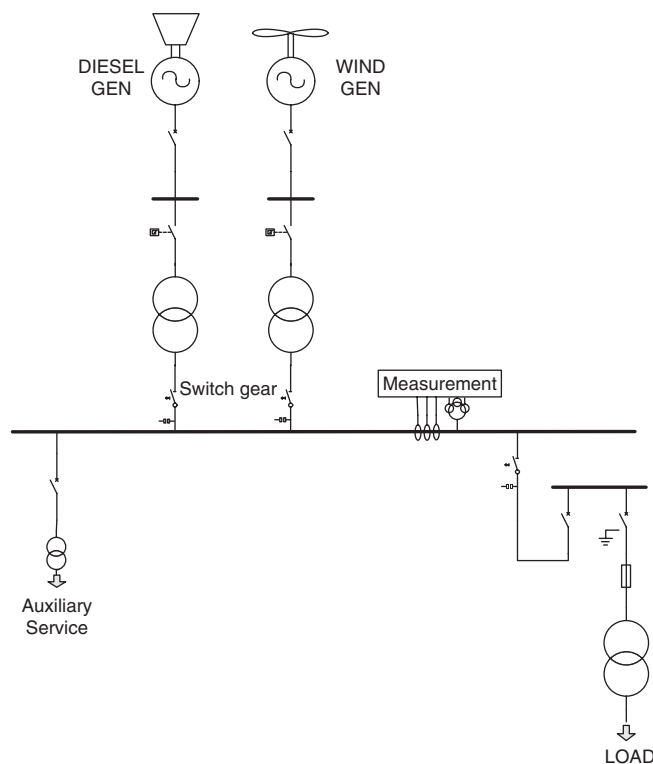 DIESEL
GEN
WIND
GEN
Switch gear
Measurement
Auxiliary
Service
LOAD